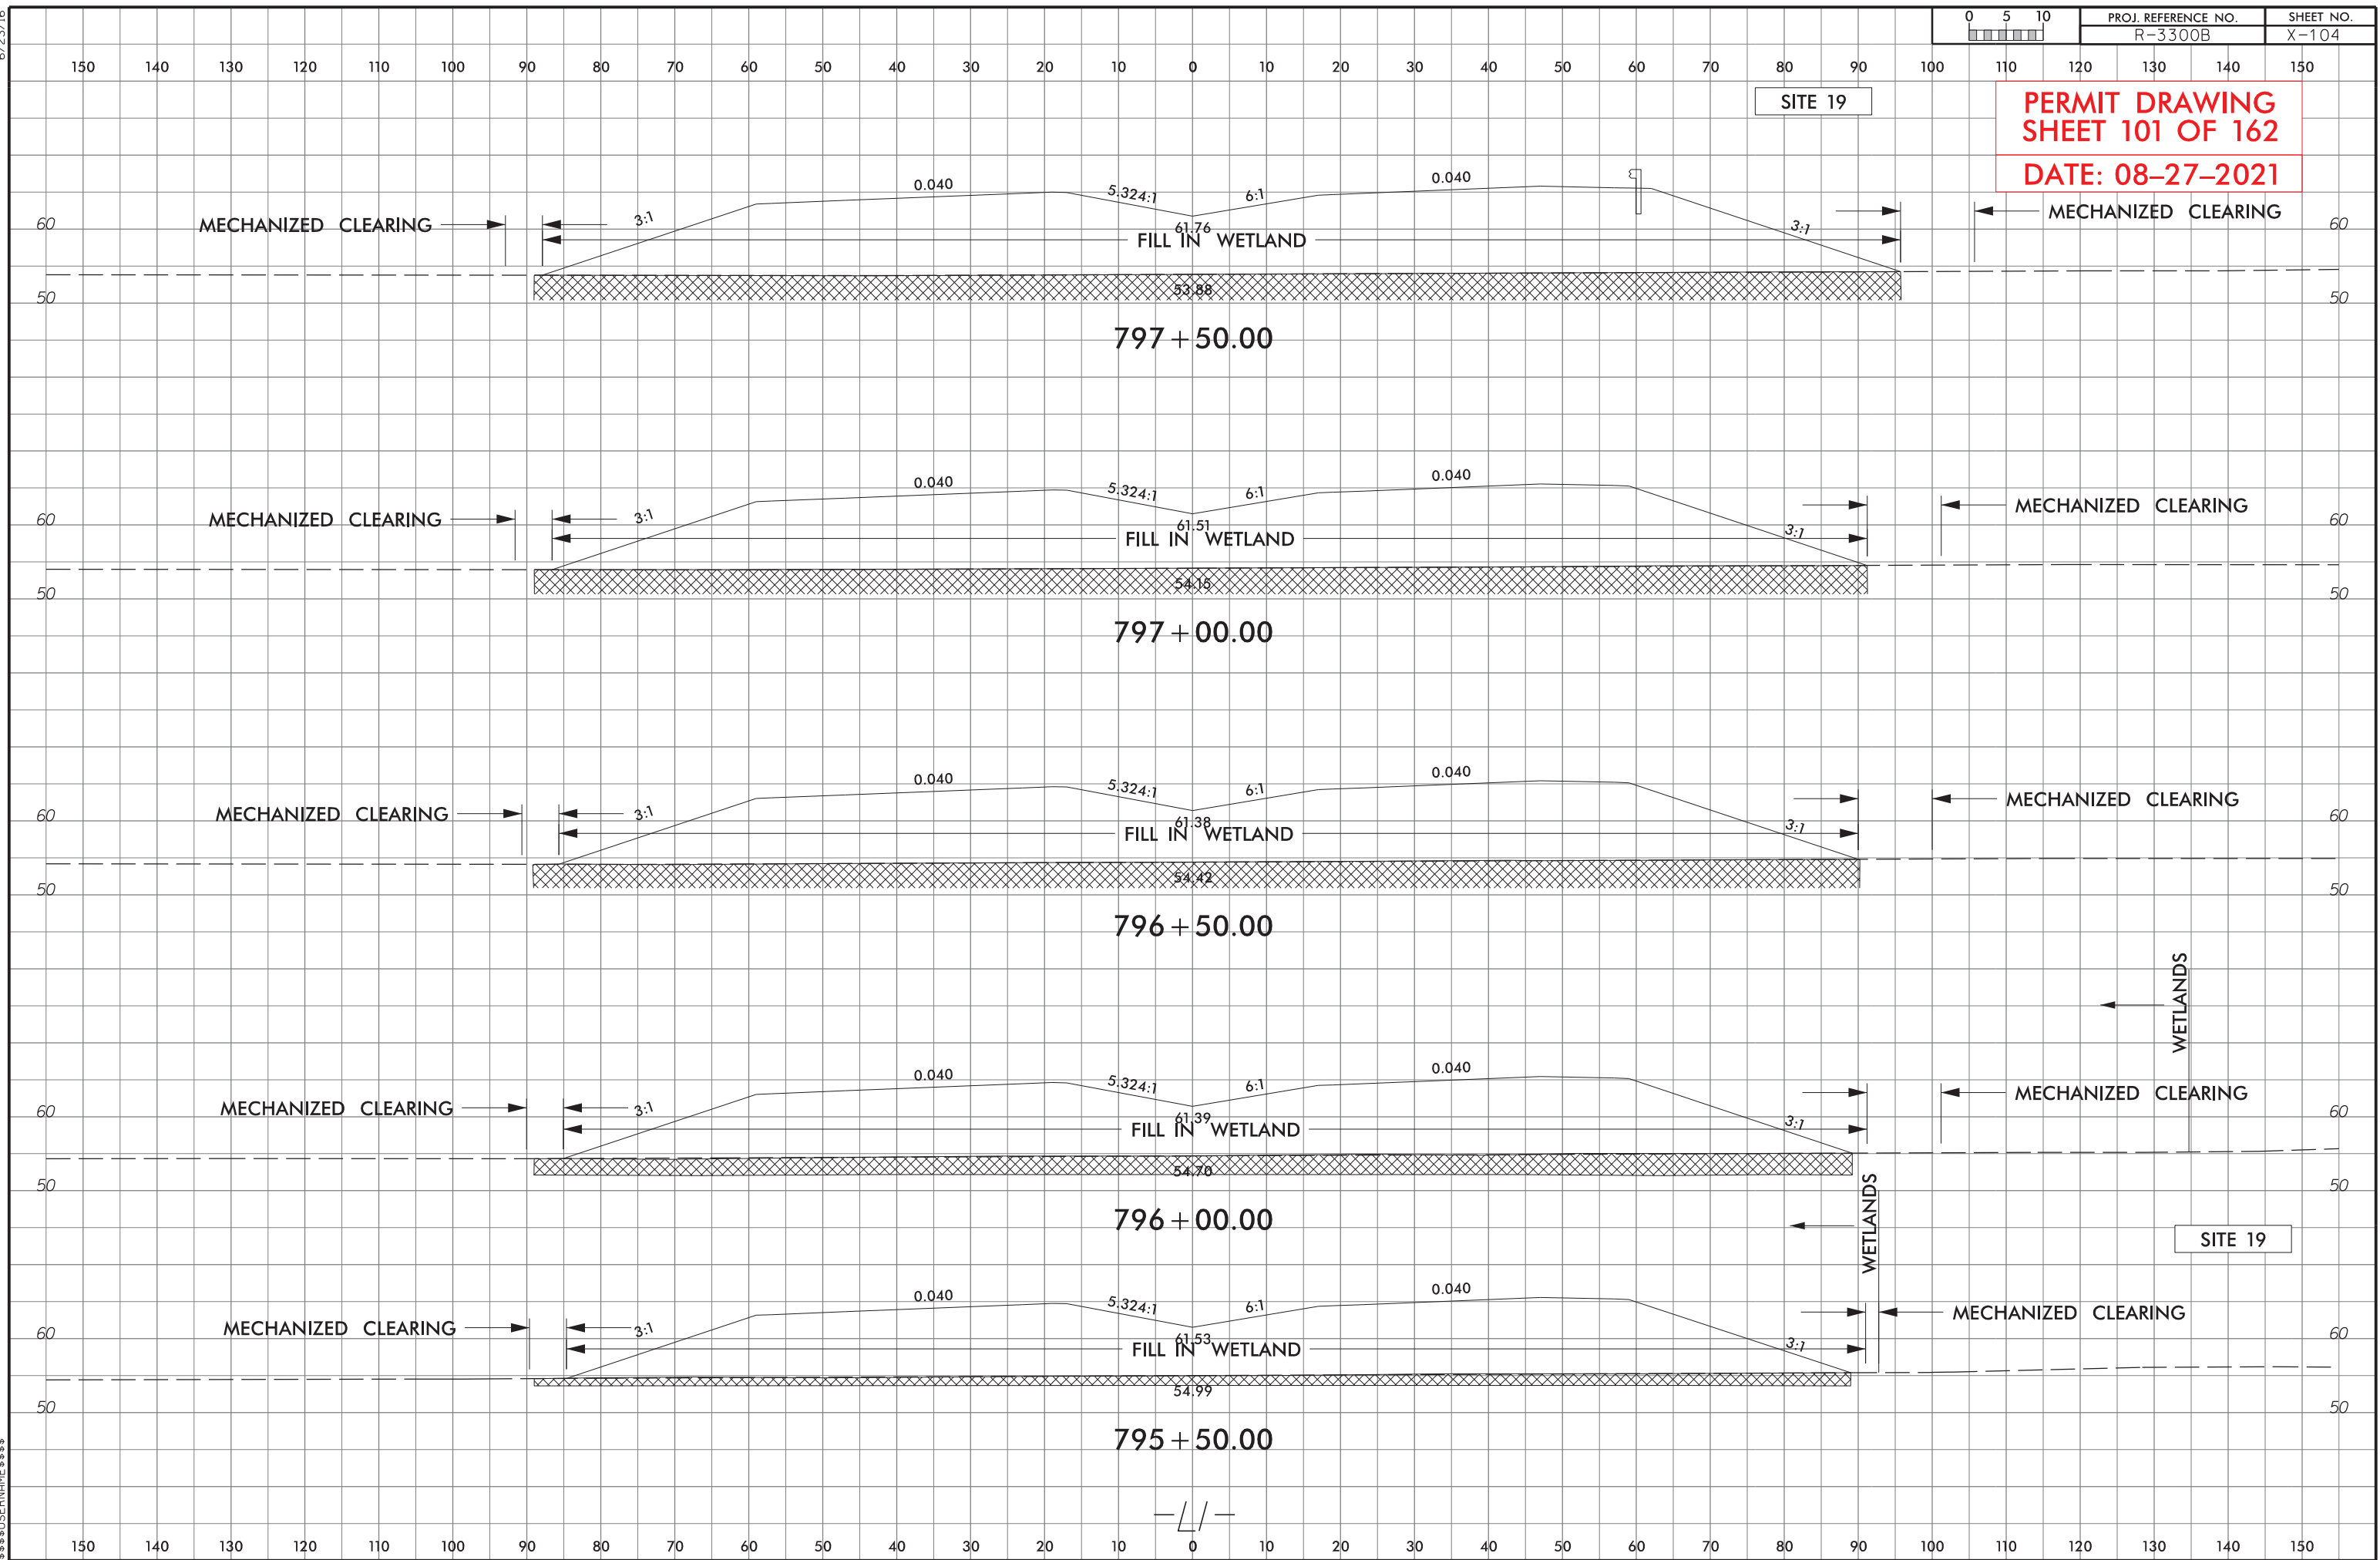 0 5 10
PROJ. REFERENCE NO. SHEET NO.
R-3300B X-104
150 140 130 120 110 100 90 80 70 60 50 40 30 20 10 0 10 20 30 40 50 60 70 80 90 100 110 120 130 140 150
SITE 19
PERMIT DRAWING
SHEET 101 OF 162
DATE: 08–27–2021
0.040 5.324:1 6:1 0.040
60 MECHANIZED CLEARING 3:1 61.76 3:1 MECHANIZED CLEARING 60
FILL IN WETLAND
50 53.88 50
797+50.00
0.040 5.324:1 6:1 0.040
60 MECHANIZED CLEARING 3:1 61.51 3:1 MECHANIZED CLEARING 60
FILL IN WETLAND
50 54.15 50
797+00.00
0.040 5.324:1 6:1 0.040
60 MECHANIZED CLEARING 3:1 61.38 3:1 MECHANIZED CLEARING 60
FILL IN WETLAND
50 54.42 50
796+50.00
WETLANDS
0.040 5.324:1 6:1 0.040
60 MECHANIZED CLEARING 3:1 61.39 3:1 MECHANIZED CLEARING 60
FILL IN WETLAND
50 54.70 50
796+00.00
WETLANDS
SITE 19
0.040 5.324:1 6:1 0.040
60 MECHANIZED CLEARING 3:1 61.53 3:1 MECHANIZED CLEARING 60
FILL IN WETLAND
50 54.99 50
795+50.00
–L–
150 140 130 120 110 100 90 80 70 60 50 40 30 20 10 0 10 20 30 40 50 60 70 80 90 100 110 120 130 140 150